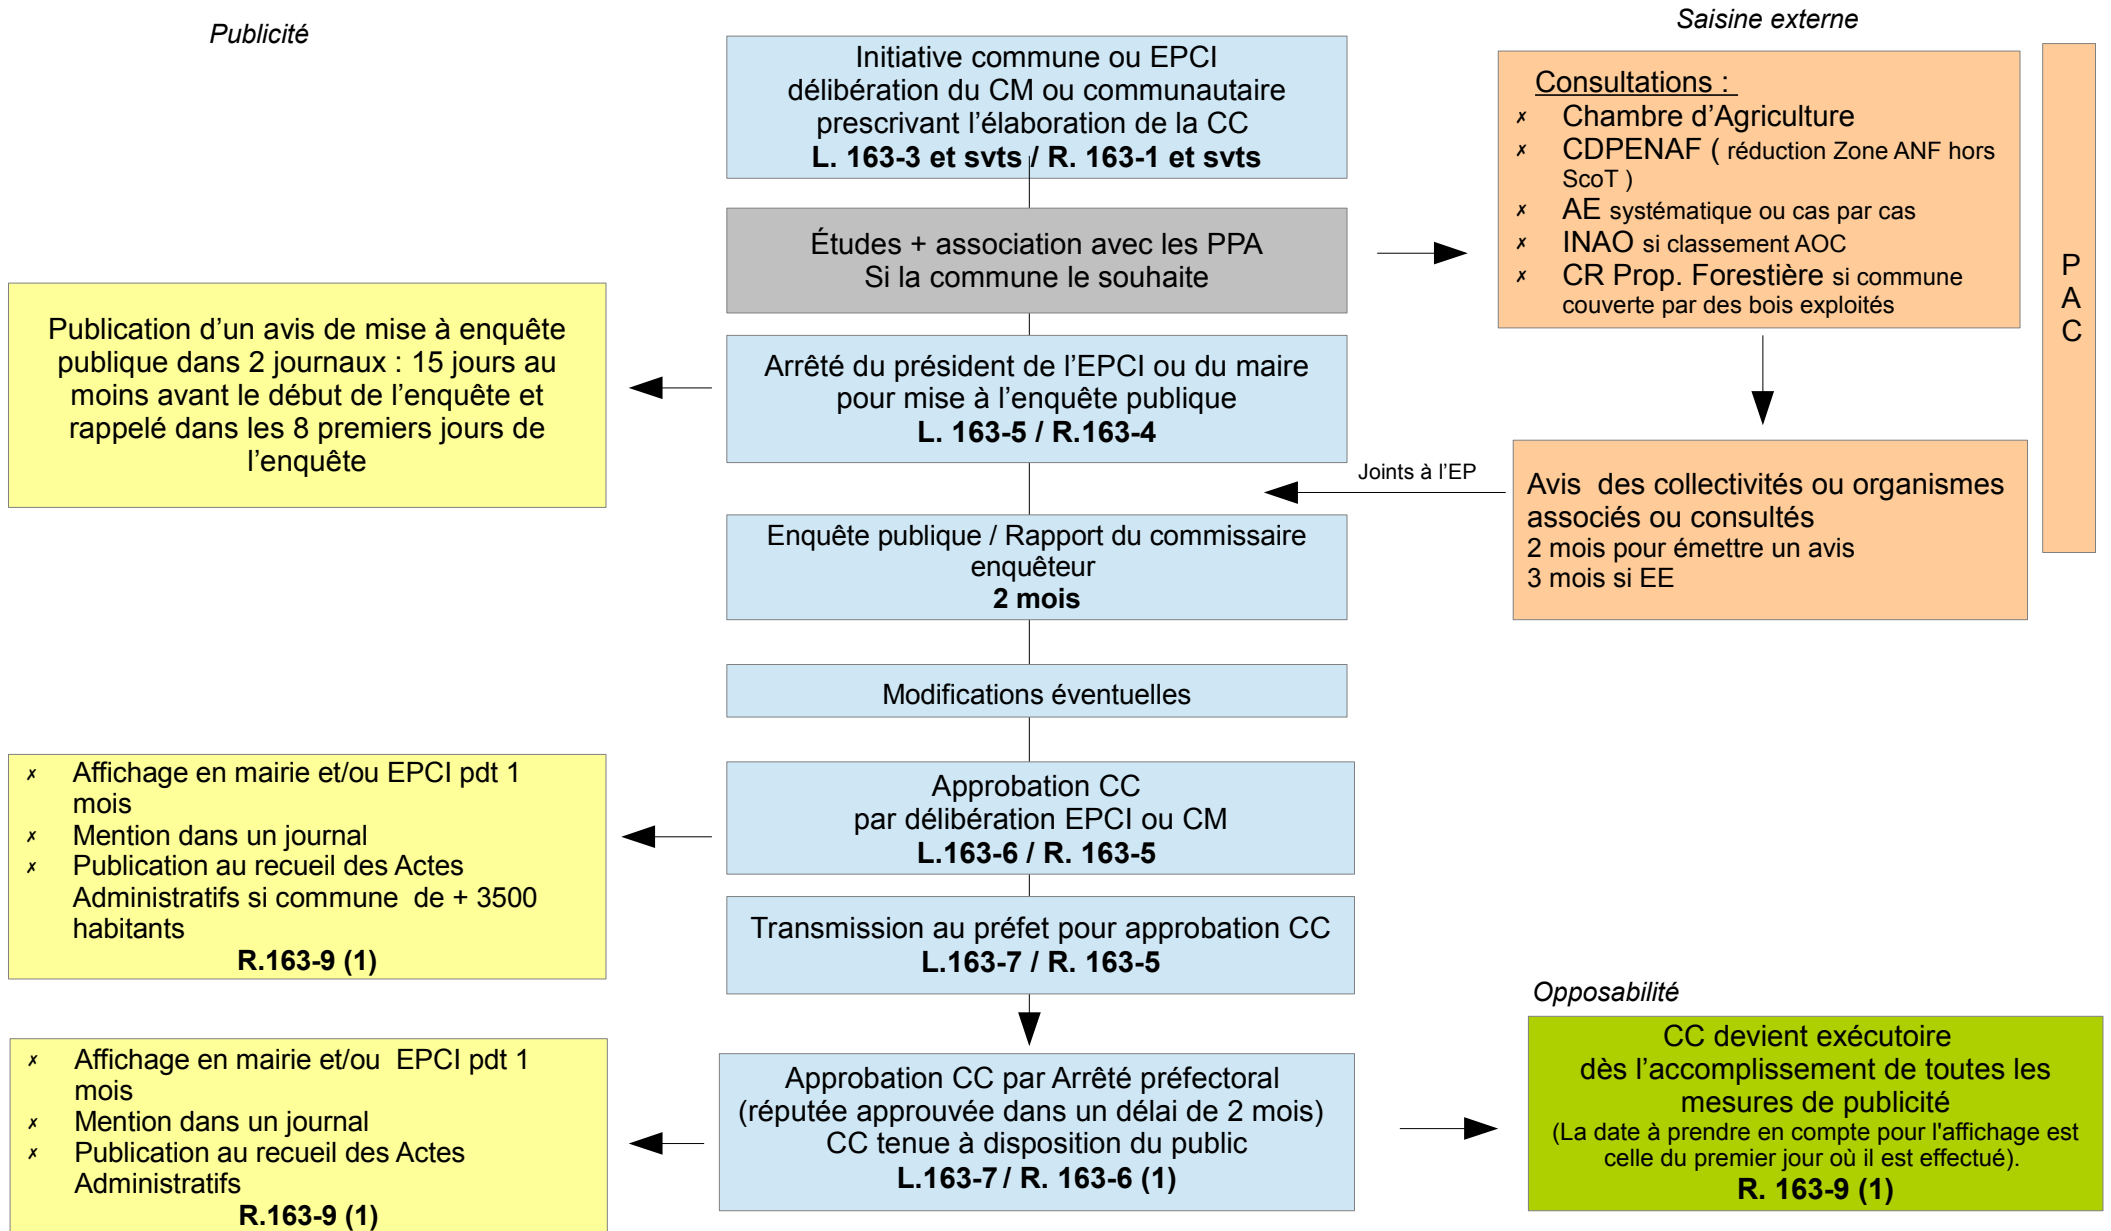 Publicité
Saisine externe
Initiative commune ou EPCI
délibération du CM ou communautaire
prescrivant l'élaboration de la CC
L. 163-3 et svts / R. 163-1 et svts
Études + association avec les PPA
Si la commune le souhaite
Consultations :
✗ Chambre d'Agriculture
✗ CDPENAF ( réduction Zone ANF hors
ScoT )
✗ AE systématique ou cas par cas
✗ INAO si classement AOC
✗ CR Prop. Forestière si commune
couverte par des bois exploités
P
A
C
Publication d'un avis de mise à enquête
publique dans 2 journaux : 15 jours au
moins avant le début de l'enquête et
rappelé dans les 8 premiers jours de
l'enquête
Arrêté du président de l'EPCI ou du maire
pour mise à l'enquête publique
L. 163-5 / R.163-4
Joints à l'EP
Avis des collectivités ou organismes
associés ou consultés
2 mois pour émettre un avis
3 mois si EE
Enquête publique / Rapport du commissaire
enquêteur
2 mois
Modifications éventuelles
✗ Affichage en mairie et/ou EPCI pdt 1
mois
✗ Mention dans un journal
✗ Publication au recueil des Actes
Administratifs si commune de + 3500
habitants
R.163-9 (1)
Approbation CC
par délibération EPCI ou CM
L.163-6 / R. 163-5
Transmission au préfet pour approbation CC
L.163-7 / R. 163-5
✗ Affichage en mairie et/ou EPCI pdt 1
mois
✗ Mention dans un journal
✗ Publication au recueil des Actes
Administratifs
R.163-9 (1)
Approbation CC par Arrêté préfectoral
(réputée approuvée dans un délai de 2 mois)
CC tenue à disposition du public
L.163-7 / R. 163-6 (1)
Opposabilité
CC devient exécutoire
dès l'accomplissement de toutes les
mesures de publicité
(La date à prendre en compte pour l'affichage est
celle du premier jour où il est effectué).
R. 163-9 (1)